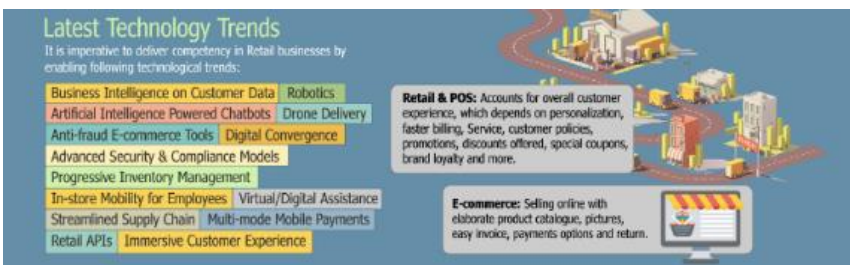 Latest Technology Trends
It is imperative to deliver competency in Retail businesses by
enabling following technological trends:
Business Intelligence on Customer Data Robotics
Artificial Intelligence Powered Chatbots Drone Delivery
Anti-fraud E-commerce Tools Digital Convergence
Advanced Security & Compliance Models
Progressive Inventory Management
In-store Mobility for Employees Virtual/Digital Assistance
Streamlined Supply Chain Multi-mode Mobile Payments
Retail APIs Immersive Customer Experience
Retail & POS: Accounts for overall customer
experience, which depends on personalization,
faster billing, Service, customer policies,
promotions, discounts offered, special coupons,
brand loyalty and more.
E-commerce: Selling online with
elaborate product catalogue, pictures,
easy invoice, payments options and return.